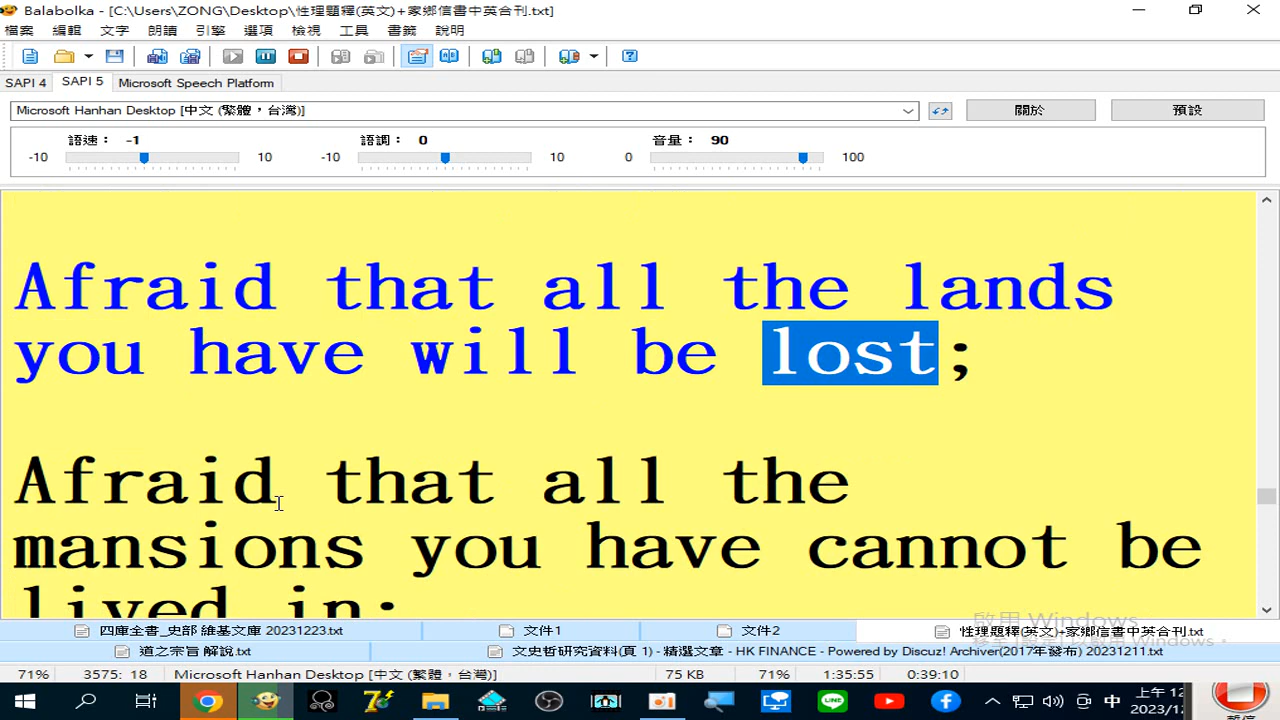 Balabolka - [C:\Users\ZONG\Desktop\性理題釋(英文)+家鄉信書中英合刊.txt]
檔案 編輯 文字 朗讀 引擎 選項 檢視 工具 書籤 說明
SAPI 4 SAPI 5 Microsoft Speech Platform
Microsoft Hanhan Desktop [中文 (繁體，台灣)] 關於 預設
語速： -1 語調： 0 音量： 90
-10 10 -10 10 0 100
Afraid that all the lands
you have will be lost;
Afraid that all the
mansions you have cannot be
lived in;
啟用 Windows
四庫全書_史部 維基文庫 20231223.txt 文件1 文件2 性理題釋(英文)+家鄉信書中英合刊.txt
道之宗旨 解說.txt 文史哲研究資料(頁 1) - 精選文章 - HK FINANCE - Powered by Discuz! Archiver(2017年發布) 20231211.txt
71% 3575: 18 Microsoft Hanhan Desktop [中文 (繁體，台灣)] 75 KB 71% 1:35:55 0:39:10
中 上午 12
2023/12